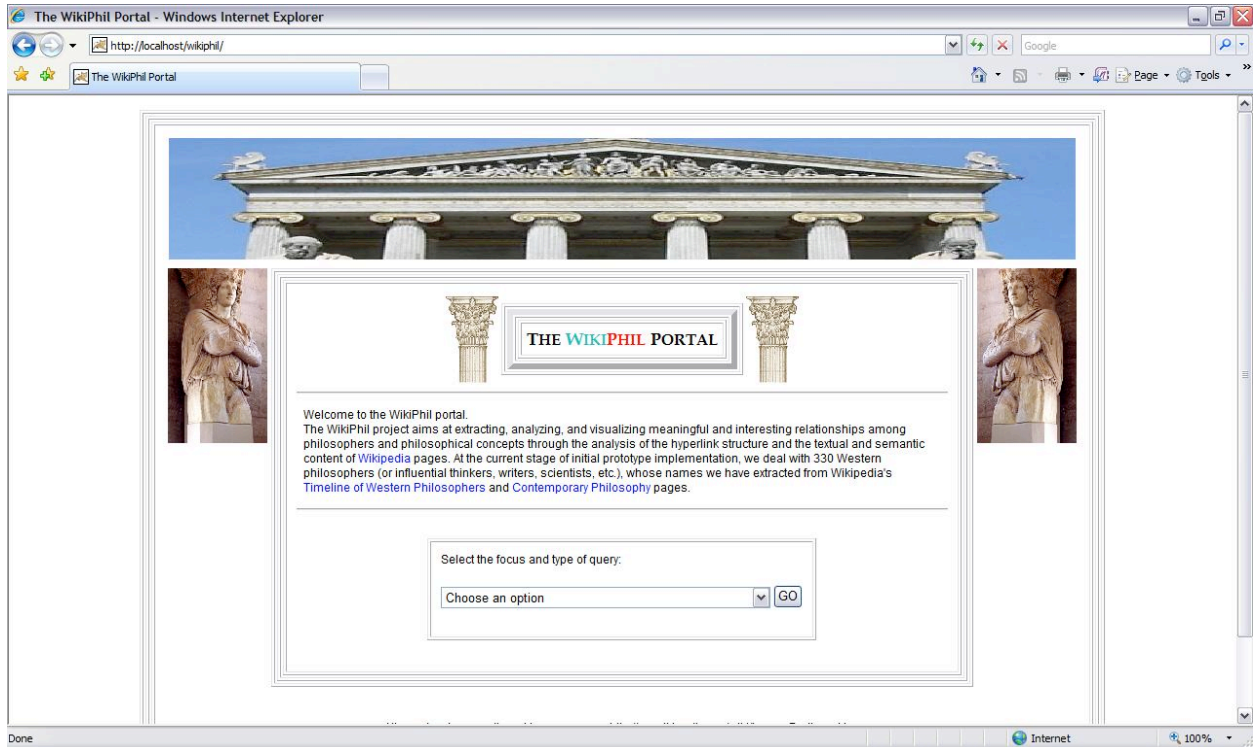 The WikiPhil Portal - Windows Internet Explorer
http://localhost/wikiphil/
Google
The WikiPhil Portal
Page
Tools
»
THE WIKIPHIL PORTAL
Welcome to the WikiPhil portal.
The WikiPhil project aims at extracting, analyzing, and visualizing meaningful and interesting relationships among
philosophers and philosophical concepts through the analysis of the hyperlink structure and the textual and semantic
content of Wikipedia pages. At the current stage of initial prototype implementation, we deal with 330 Western
philosophers (or influential thinkers, writers, scientists, etc.), whose names we have extracted from Wikipedia's
Timeline of Western Philosophers and Contemporary Philosophy pages.
Select the focus and type of query:
Choose an option
GO
Done
Internet
100%